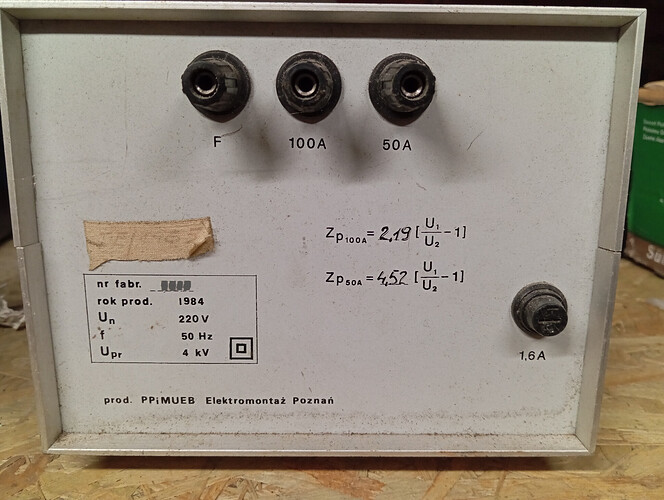 F 100A 50A
Zp100A = 2,19 [U1/U2 - 1]
Zp50A = 4,52 [U1/U2 - 1]
nr fabr.
rok prod. 1984
Un 220 V
f 50 Hz
Upr 4 kV
1.6 A
prod. PPiMUEB Elektromontaż Poznań